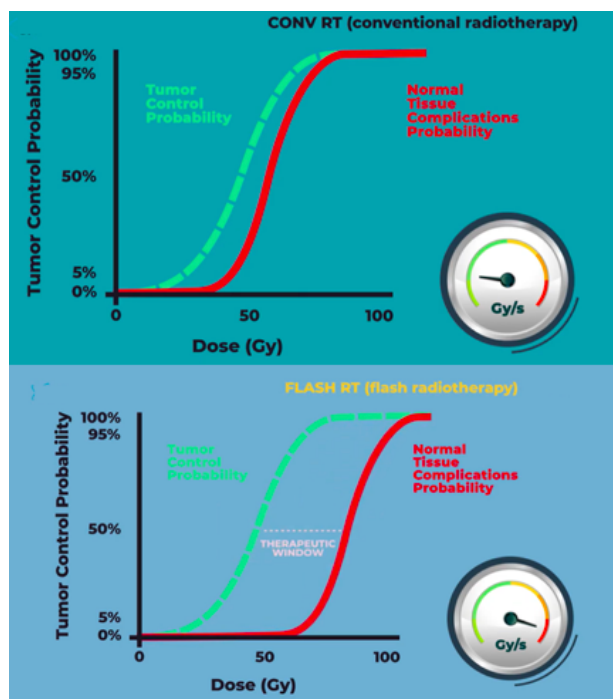 CONV RT (conventional radiotherapy)
Tumor Control Probability
100%
95%
50%
5%
0%
Tumor
Control
Probability
Normal
Tissue
Complications
Probability
0
50
100
Dose (Gy)
Gy/s
FLASH RT (flash radiotherapy)
Tumor Control Probability
100%
95%
50%
5%
0%
Tumor
Control
Probability
Normal
Tissue
Complications
Probability
THERAPEUTIC
WINDOW
0
50
100
Dose (Gy)
Gy/s